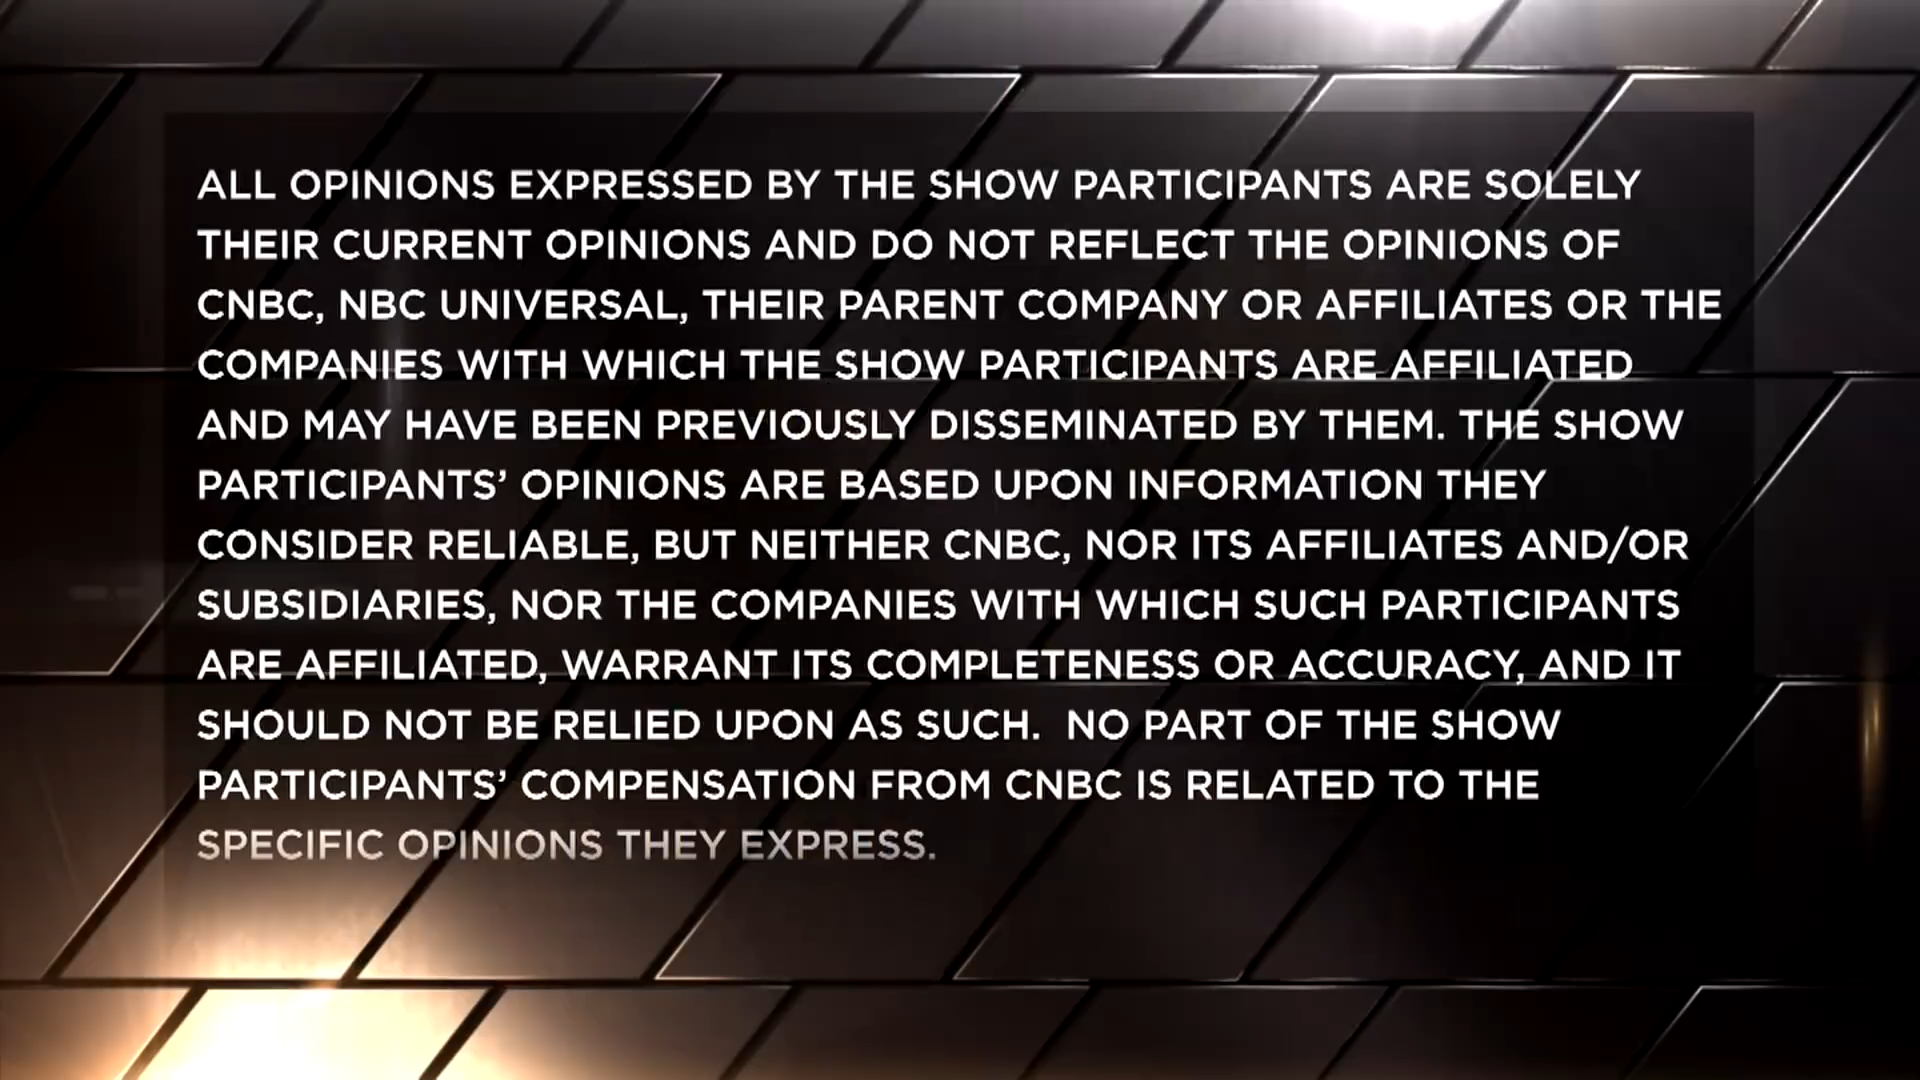 ALL OPINIONS EXPRESSED BY THE SHOW PARTICIPANTS ARE SOLELY
THEIR CURRENT OPINIONS AND DO NOT REFLECT THE OPINIONS OF
CNBC, NBC UNIVERSAL, THEIR PARENT COMPANY OR AFFILIATES OR THE
COMPANIES WITH WHICH THE SHOW PARTICIPANTS ARE AFFILIATED
AND MAY HAVE BEEN PREVIOUSLY DISSEMINATED BY THEM. THE SHOW
PARTICIPANTS’ OPINIONS ARE BASED UPON INFORMATION THEY
CONSIDER RELIABLE, BUT NEITHER CNBC, NOR ITS AFFILIATES AND/OR
SUBSIDIARIES, NOR THE COMPANIES WITH WHICH SUCH PARTICIPANTS
ARE AFFILIATED, WARRANT ITS COMPLETENESS OR ACCURACY, AND IT
SHOULD NOT BE RELIED UPON AS SUCH.  NO PART OF THE SHOW
PARTICIPANTS’ COMPENSATION FROM CNBC IS RELATED TO THE
SPECIFIC OPINIONS THEY EXPRESS.